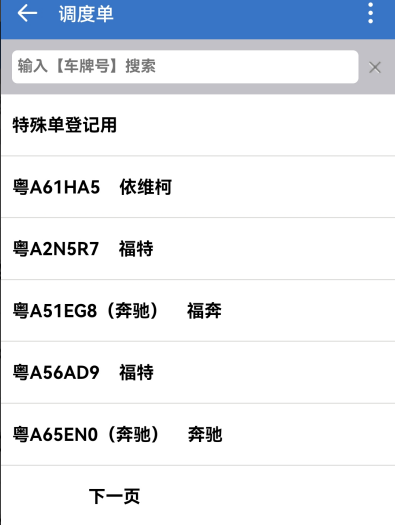 调度单
输入【车牌号】搜索
特殊单登记用
粤A61HA5 依维柯
粤A2N5R7 福特
粤A51EG8（奔驰） 福奔
粤A56AD9 福特
粤A65EN0（奔驰） 奔驰
下一页